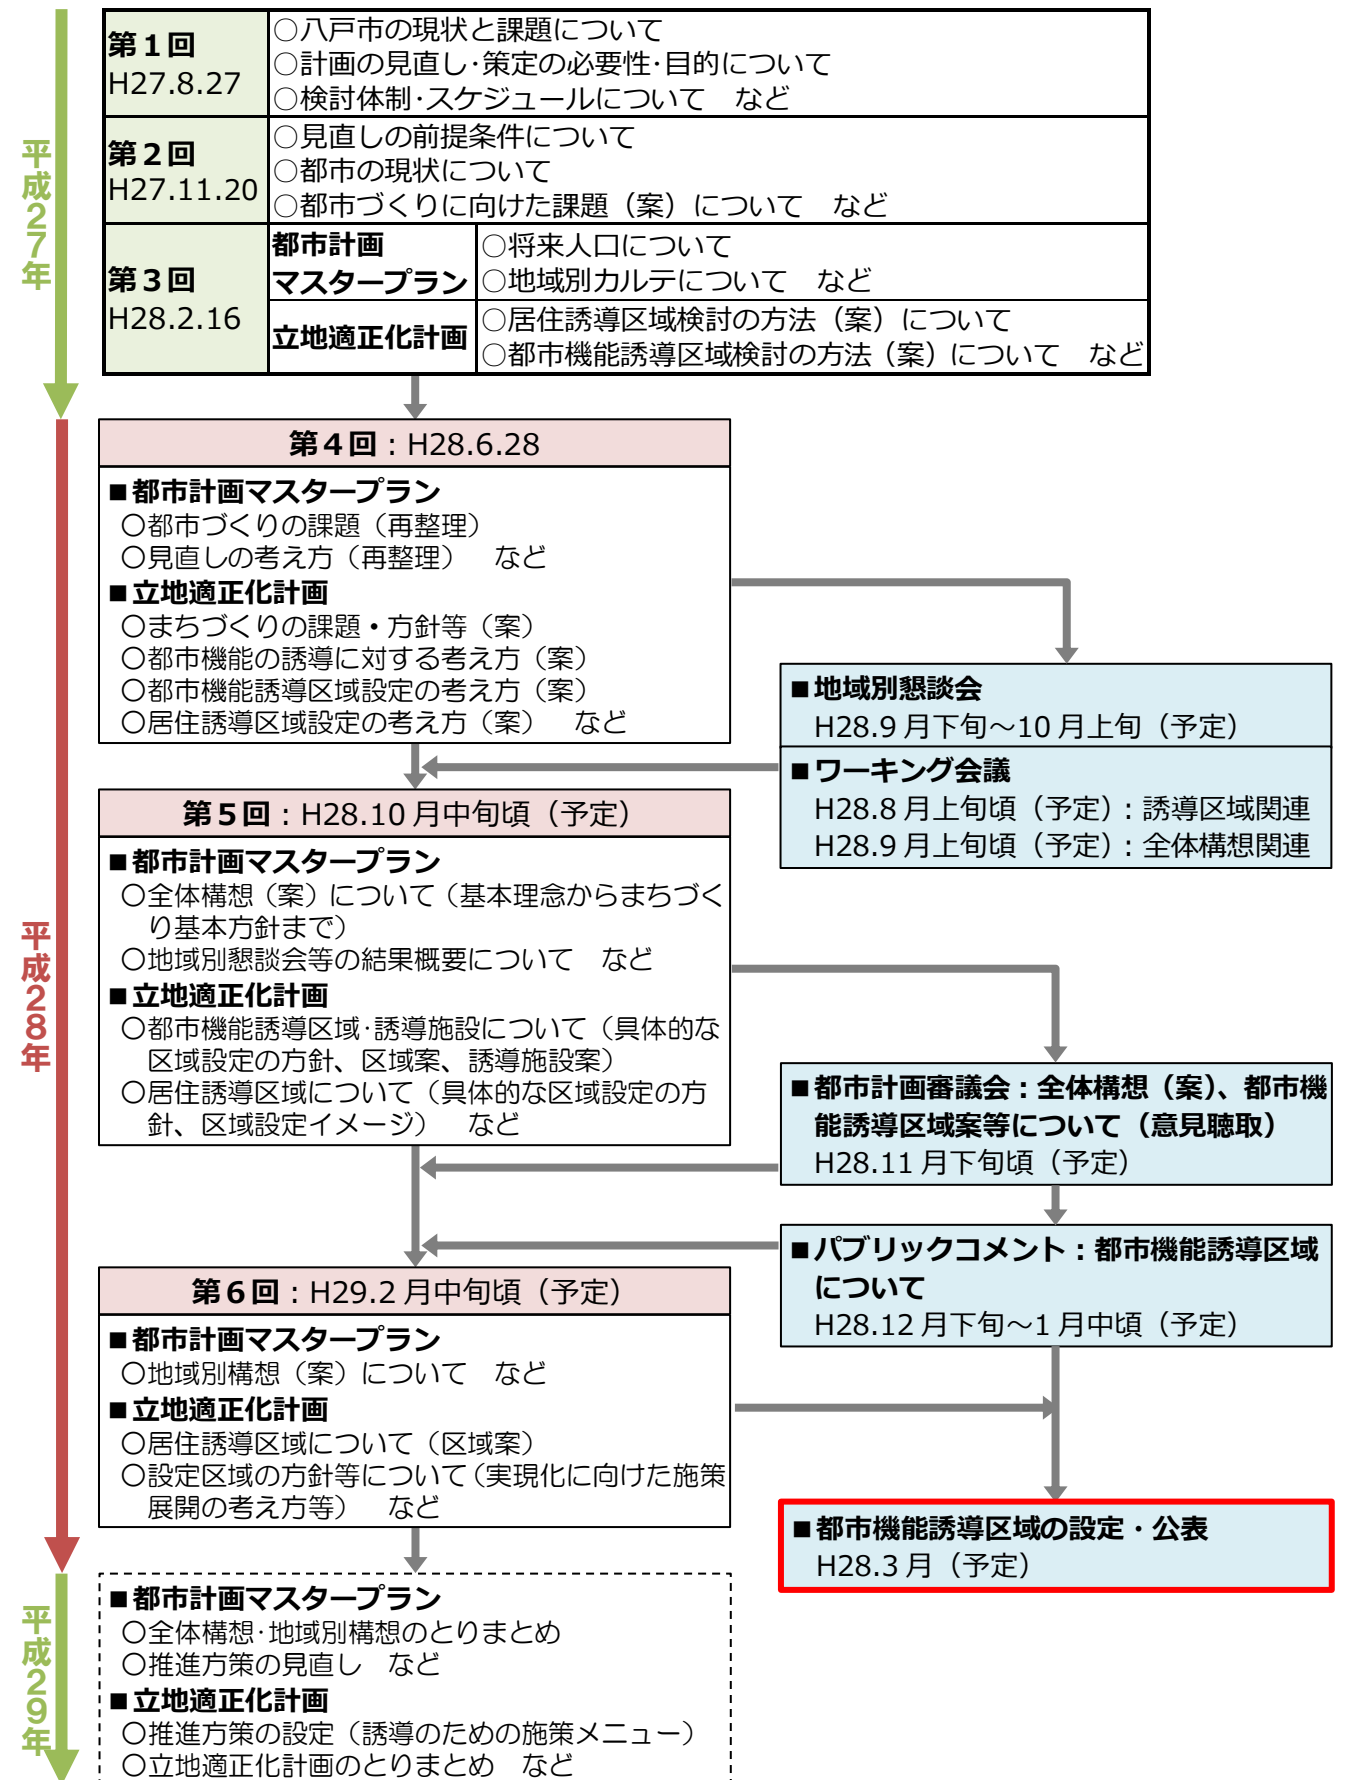 平成27年
第1回
H27.8.27
○八戸市の現状と課題について
○計画の見直し・策定の必要性・目的について
○検討体制・スケジュールについて　など
第2回
H27.11.20
○見直しの前提条件について
○都市の現状について
○都市づくりに向けた課題（案）について　など
第3回
H28.2.16
都市計画
マスタープラン
○将来人口について
○地域別カルテについて　など
立地適正化計画
○居住誘導区域検討の方法（案）について
○都市機能誘導区域検討の方法（案）について　など
平成28年
第4回：H28.6.28
■都市計画マスタープラン
○都市づくりの課題（再整理）
○見直しの考え方（再整理）　など
■立地適正化計画
○まちづくりの課題・方針等（案）
○都市機能の誘導に対する考え方（案）
○都市機能誘導区域設定の考え方（案）
○居住誘導区域設定の考え方（案）　など
■地域別懇談会
H28.9月下旬～10月上旬（予定）
■ワーキング会議
H28.8月上旬頃（予定）：誘導区域関連
H28.9月上旬頃（予定）：全体構想関連
第5回：H28.10月中旬頃（予定）
■都市計画マスタープラン
○全体構想（案）について（基本理念からまちづく
り基本方針まで）
○地域別懇談会等の結果概要について　など
■立地適正化計画
○都市機能誘導区域・誘導施設について（具体的な
区域設定の方針、区域案、誘導施設案）
○居住誘導区域について（具体的な区域設定の方
針、区域設定イメージ）　など
■都市計画審議会：全体構想（案）、都市機
能誘導区域案等について（意見聴取）
H28.11月下旬頃（予定）
■パブリックコメント：都市機能誘導区域
について
H28.12月下旬～1月中頃（予定）
第6回：H29.2月中旬頃（予定）
■都市計画マスタープラン
○地域別構想（案）について　など
■立地適正化計画
○居住誘導区域について（区域案）
○設定区域の方針等について（実現化に向けた施策
展開の考え方等）　など
■都市機能誘導区域の設定・公表
H28.3月（予定）
平成29年
■都市計画マスタープラン
○全体構想・地域別構想のとりまとめ
○推進方策の見直し　など
■立地適正化計画
○推進方策の設定（誘導のための施策メニュー）
○立地適正化計画のとりまとめ　など